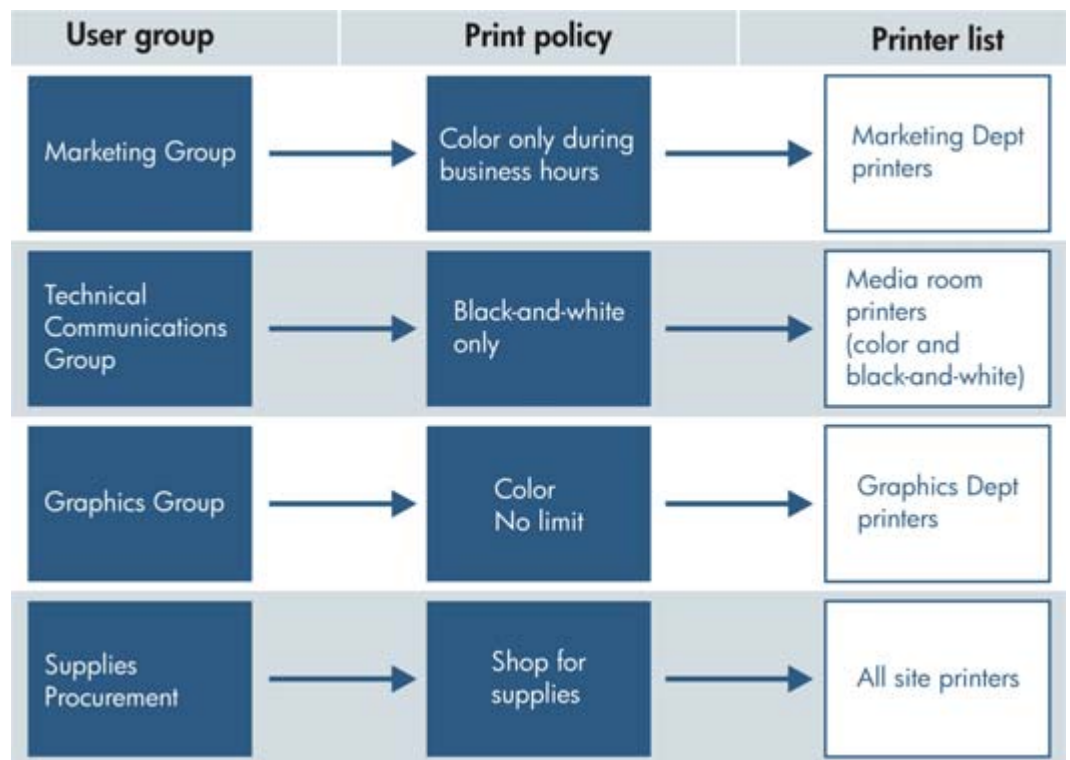 User group
Print policy
Printer list
Marketing Group
Color only during
business hours
Marketing Dept
printers
Technical
Communications
Group
Black-and-white
only
Media room
printers
(color and
black-and-white)
Graphics Group
Color
No limit
Graphics Dept
printers
Supplies
Procurement
Shop for
supplies
All site printers